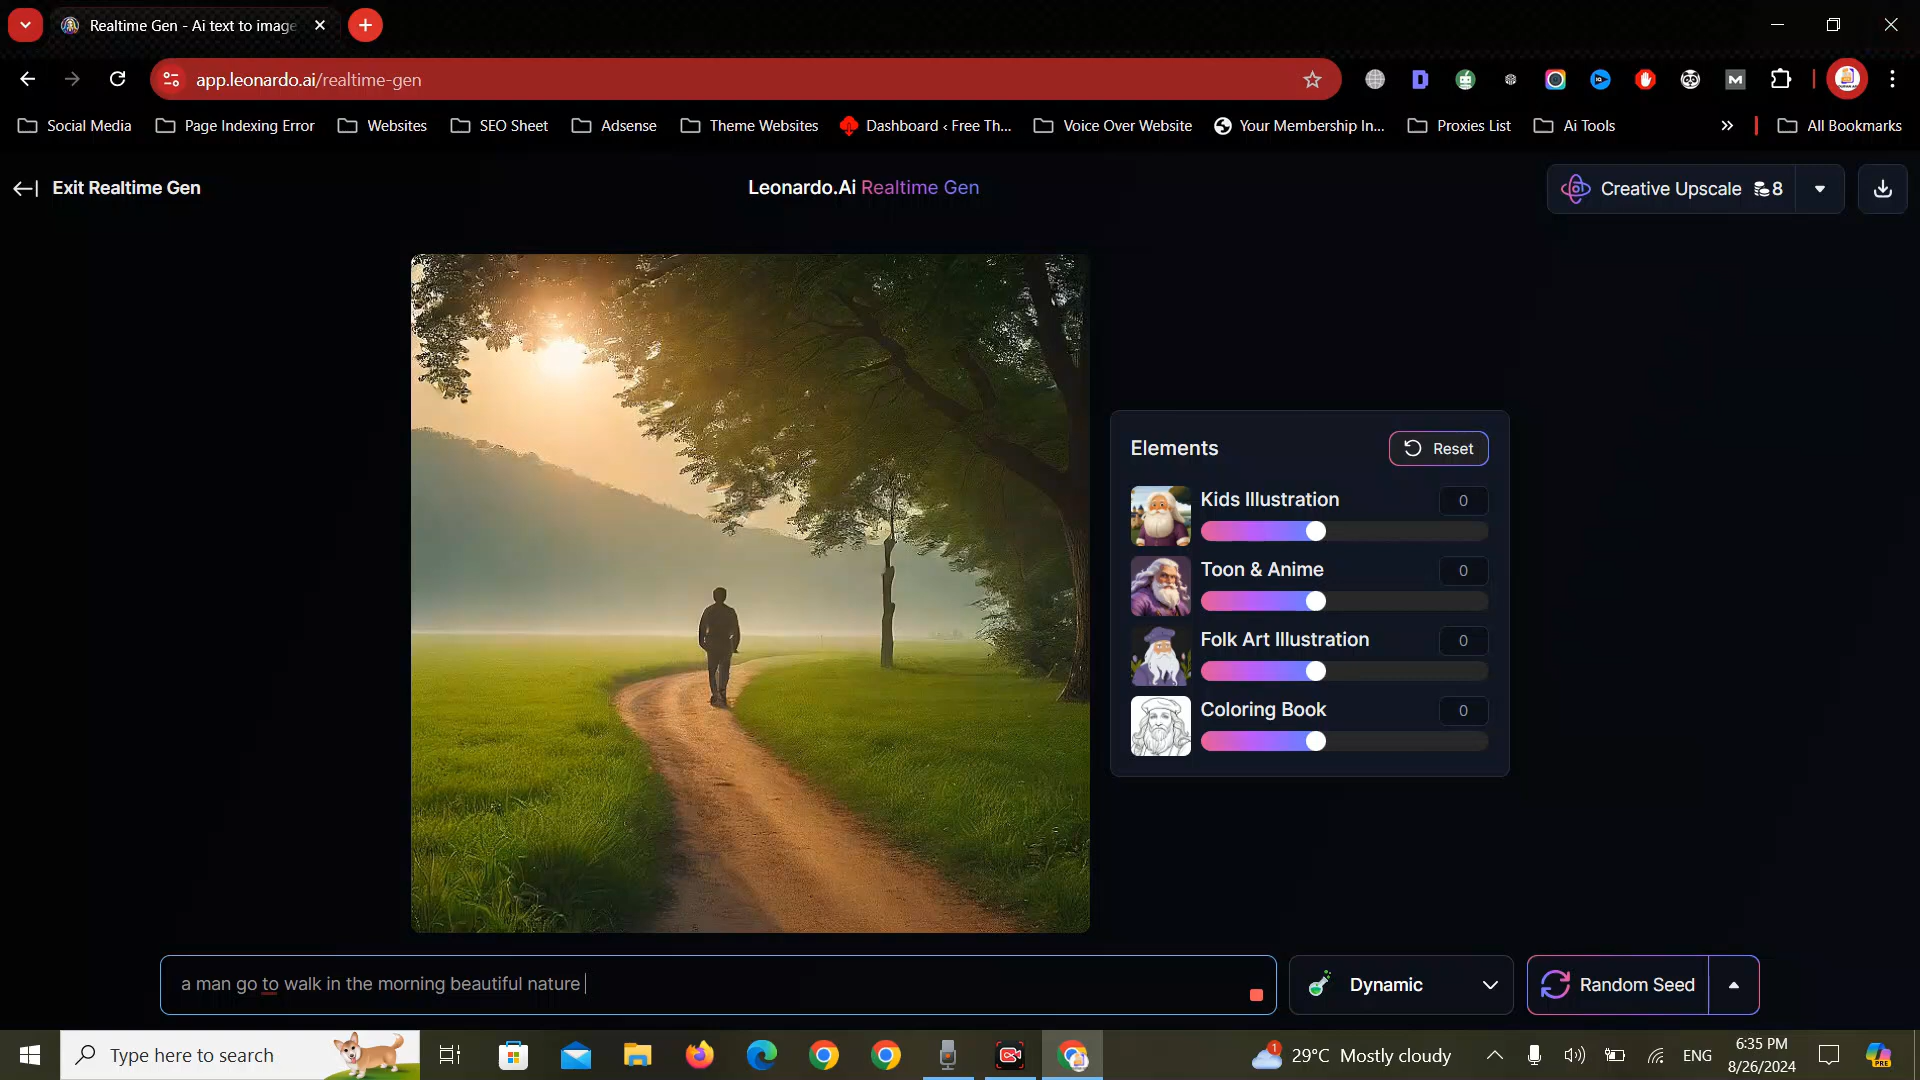 Realtime Gen - Ai text to image
app.leonardo.ai/realtime-gen
Social Media
Page Indexing Error
Websites
SEO Sheet
Adsense
Theme Websites
Dashboard ‹ Free Th...
Voice Over Website
Your Membership In...
Proxies List
Ai Tools
All Bookmarks
Exit Realtime Gen
Leonardo.Ai Realtime Gen
Creative Upscale 8
Elements
Reset
Kids Illustration 0
Toon & Anime 0
Folk Art Illustration 0
Coloring Book 0
a man go to walk in the morning beautiful nature
Dynamic
Random Seed
Type here to search
29°C Mostly cloudy
ENG
6:35 PM
8/26/2024